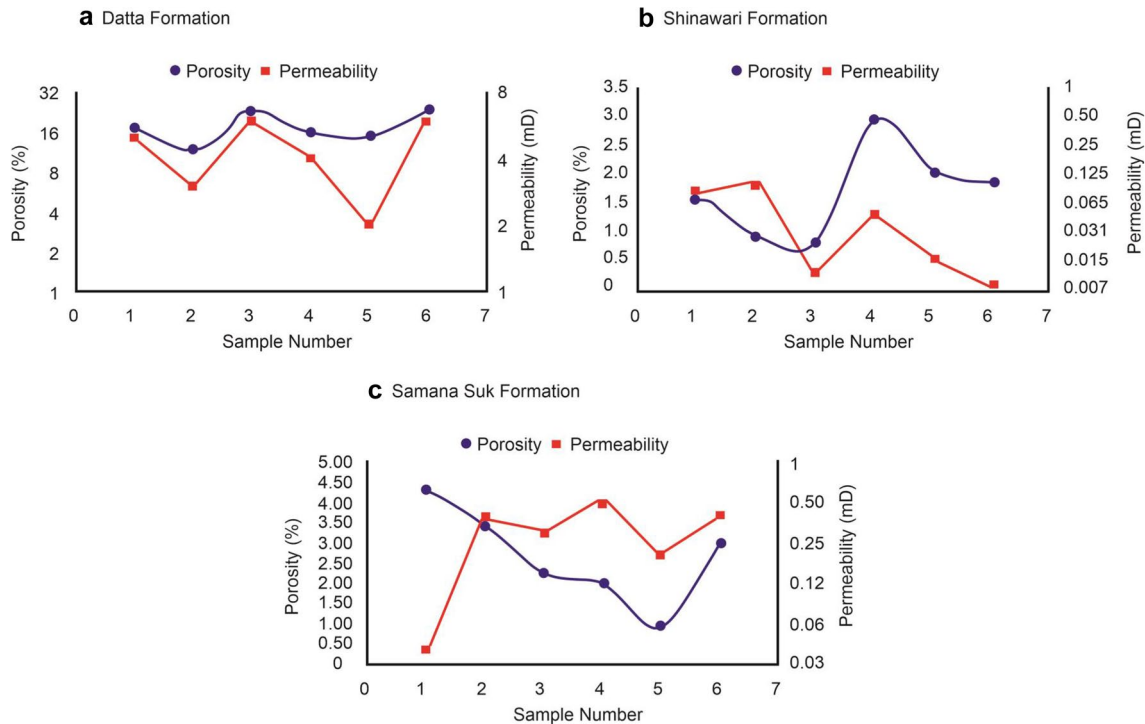 a Datta Formation
Porosity Permeability
32
16
8
4
2
1
Porosity (%)
8
4
2
1
Permeability (mD)
0 1 2 3 4 5 6 7
Sample Number
b Shinawari Formation
Porosity Permeability
3.5
3.0
2.5
2.0
1.5
1.0
0.5
0
Porosity (%)
1
0.50
0.25
0.125
0.065
0.031
0.015
0.007
Permeability (mD)
0 1 2 3 4 5 6 7
Sample Number
c Samana Suk Formation
Porosity Permeability
5.00
4.50
4.00
3.50
3.00
2.50
2.00
1.50
1.00
0.50
0
Porosity (%)
1
0.50
0.25
0.12
0.06
0.03
Permeability (mD)
0 1 2 3 4 5 6 7
Sample Number